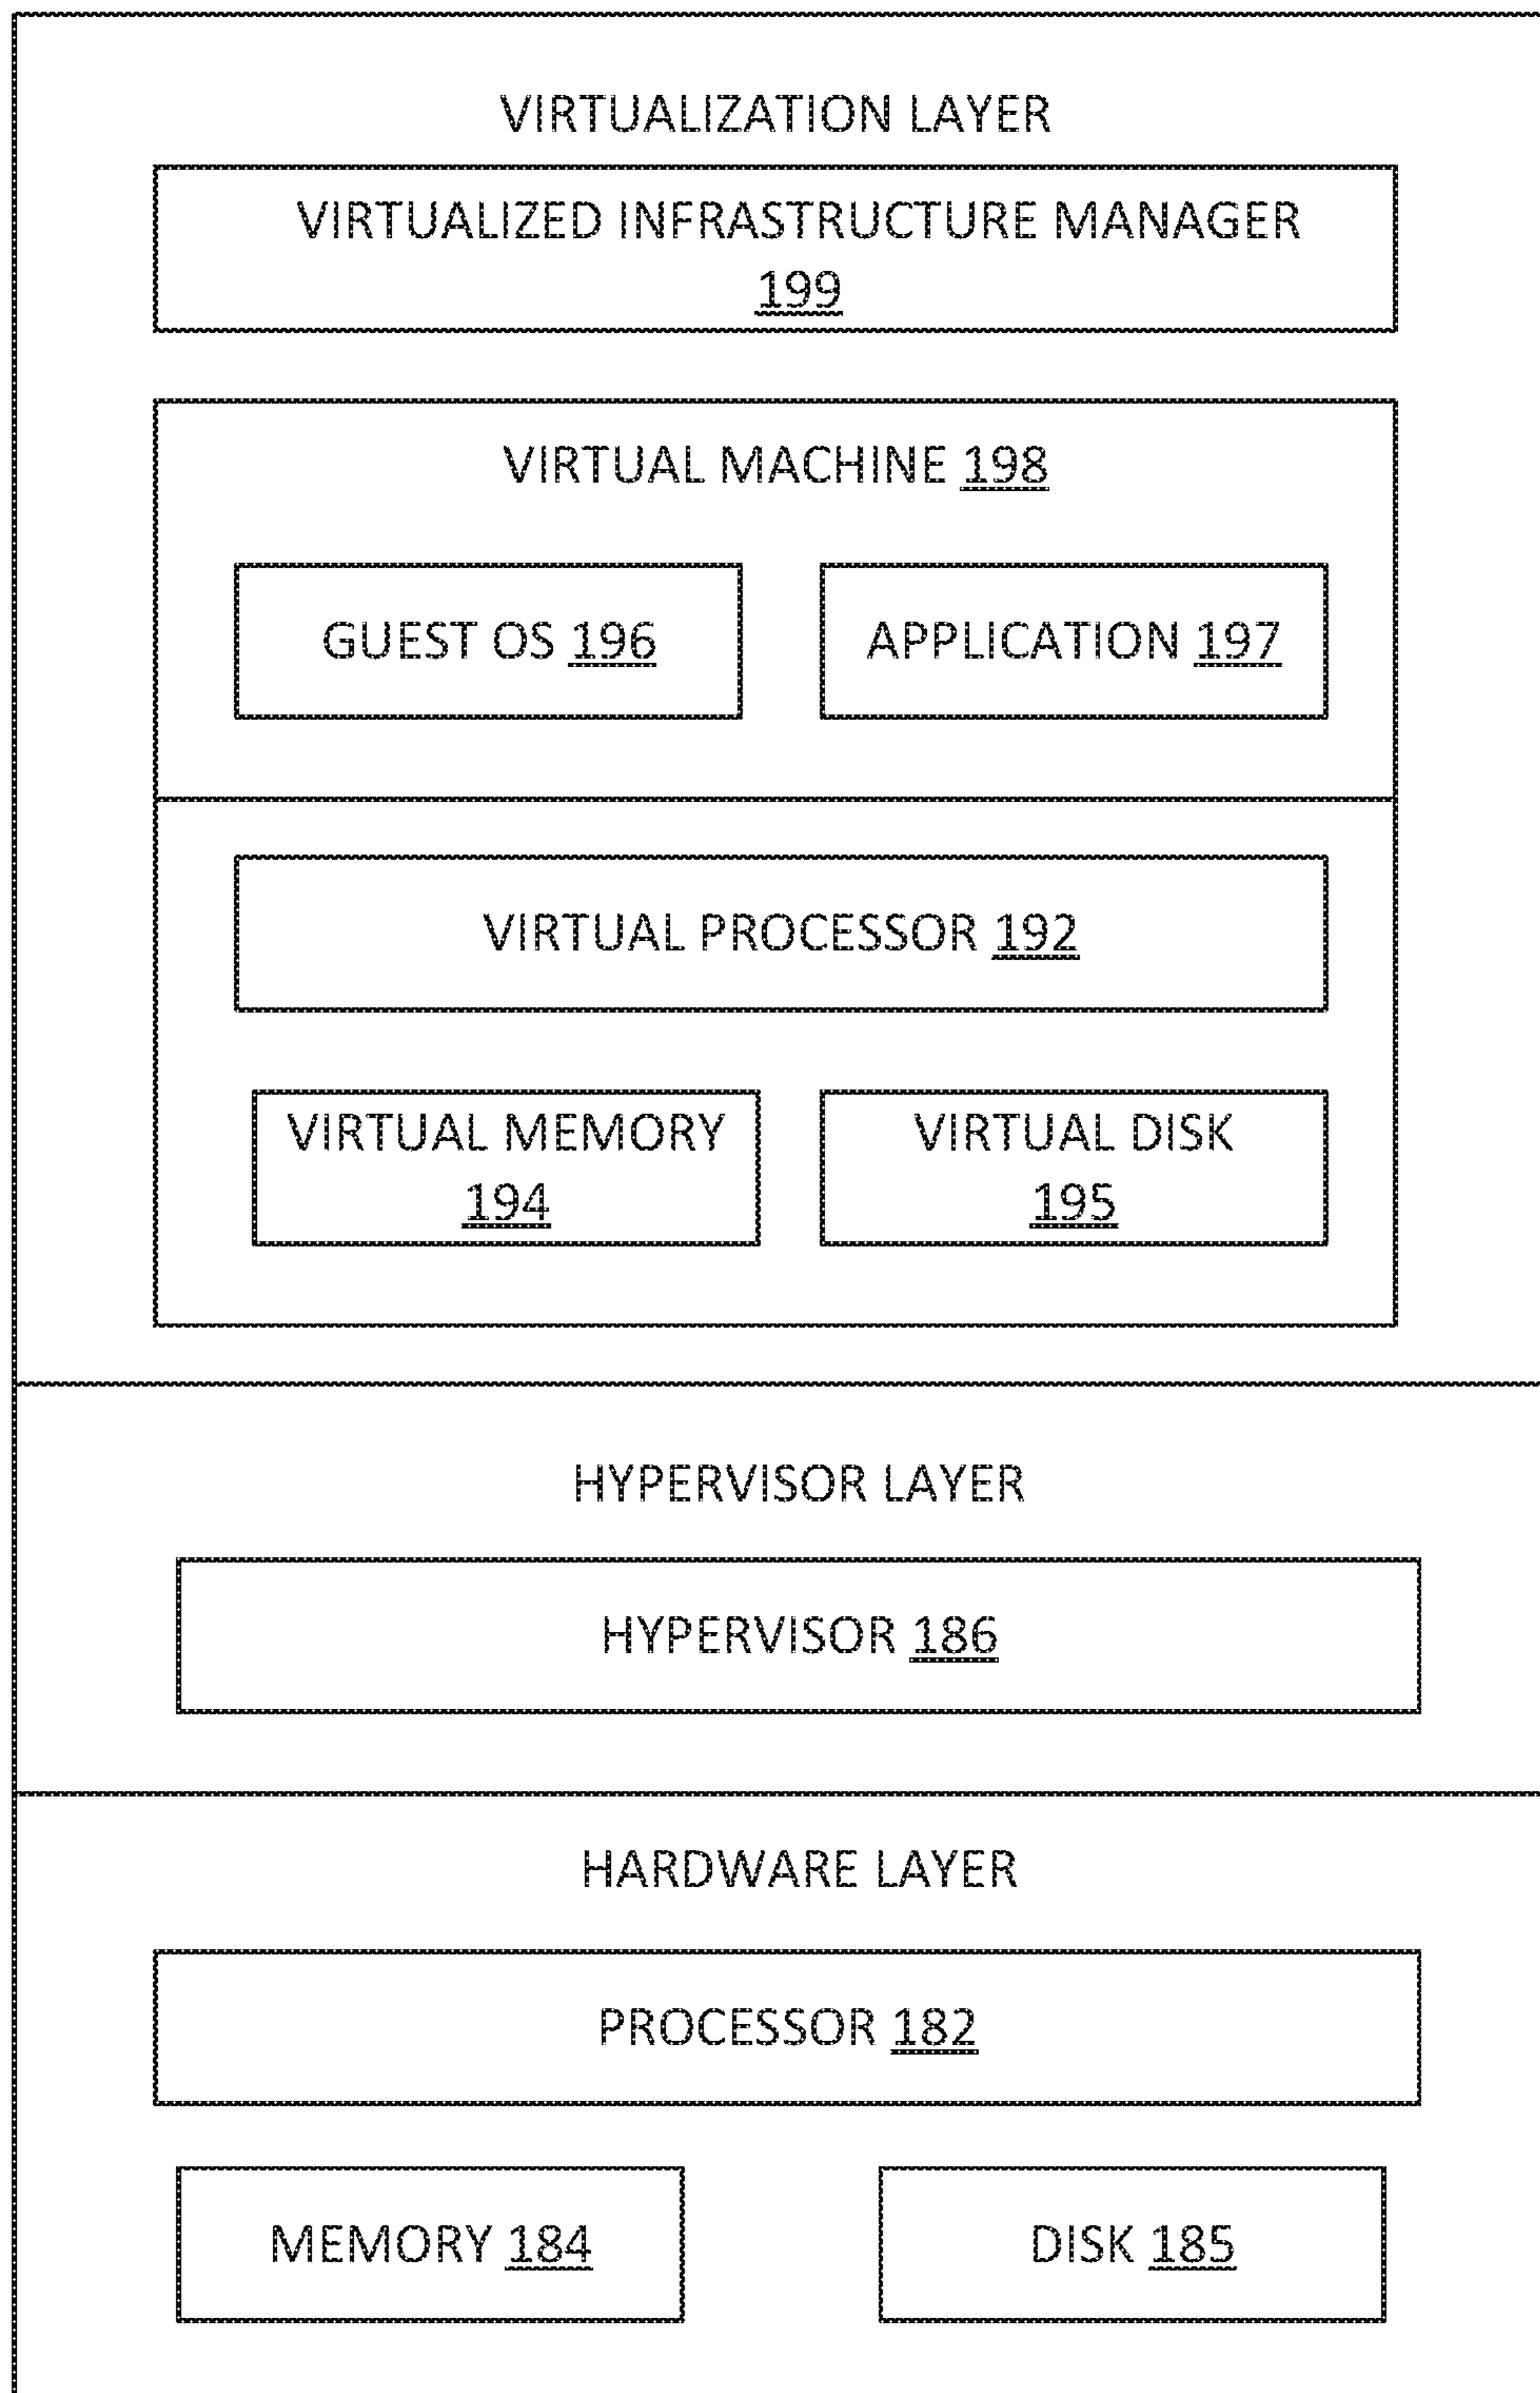 VIRTUALIZATION LAYER
VIRTUALIZED INFRASTRUCTURE MANAGER
199
VIRTUAL MACHINE 198
GUEST OS 196
APPLICATION 197
VIRTUAL PROCESSOR 192
VIRTUAL MEMORY
194
VIRTUAL DISK
195
HYPERVISOR LAYER
HYPERVISOR 186
HARDWARE LAYER
PROCESSOR 182
MEMORY 184
DISK 185